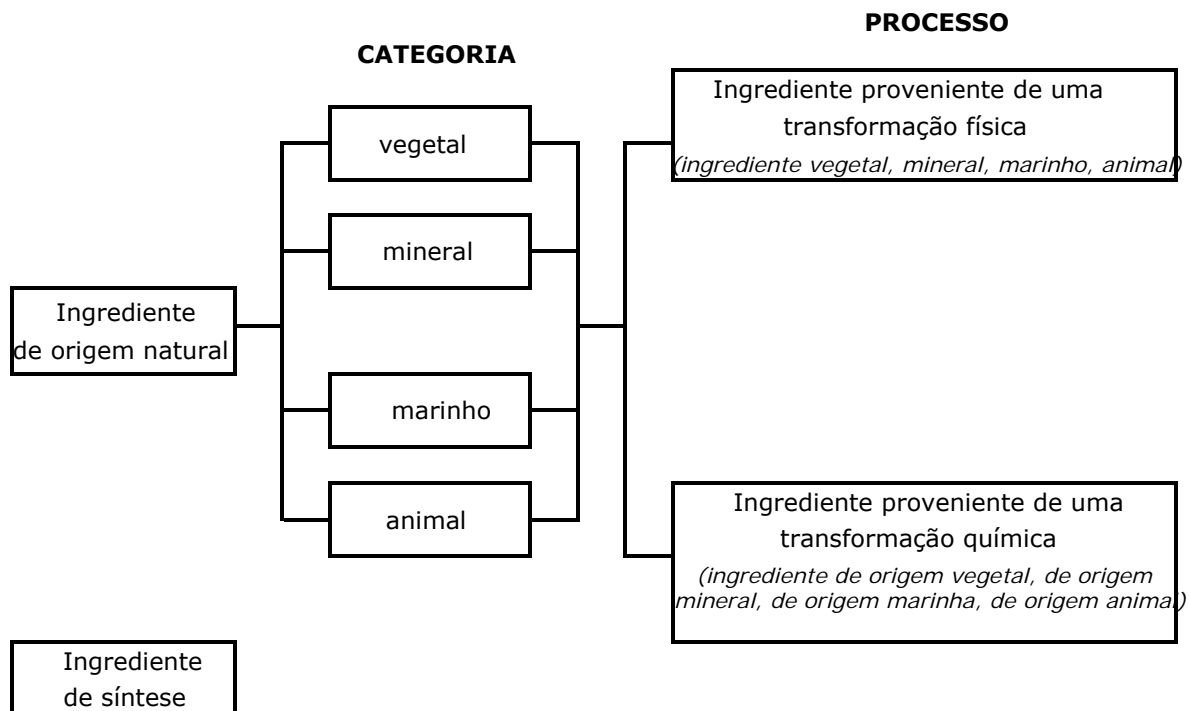 PROCESSO
CATEGORIA
Ingrediente proveniente de uma
transformação física
(ingrediente vegetal, mineral, marinho, animal)
vegetal
mineral
Ingrediente
de origem natural
marinho
animal
Ingrediente proveniente de uma
transformação química
(ingrediente de origem vegetal, de origem
mineral, de origem marinha, de origem animal)
Ingrediente
de síntese